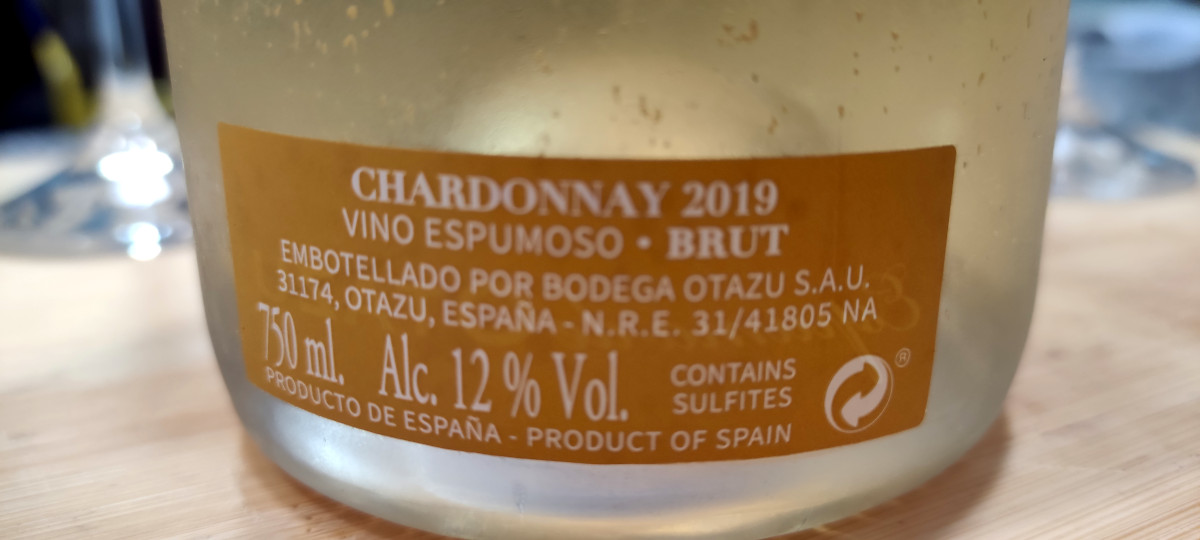 CHARDONNAY 2019
VINO ESPUMOSO • BRUT
EMBOTELLADO POR BODEGA OTAZU S.A.U.
31174, OTAZU, ESPAÑA - N.R.E. 31/41805 NA
750 ml. Alc. 12 % Vol.
CONTAINS
SULFITES
®
PRODUCTO DE ESPAÑA - PRODUCT OF SPAIN